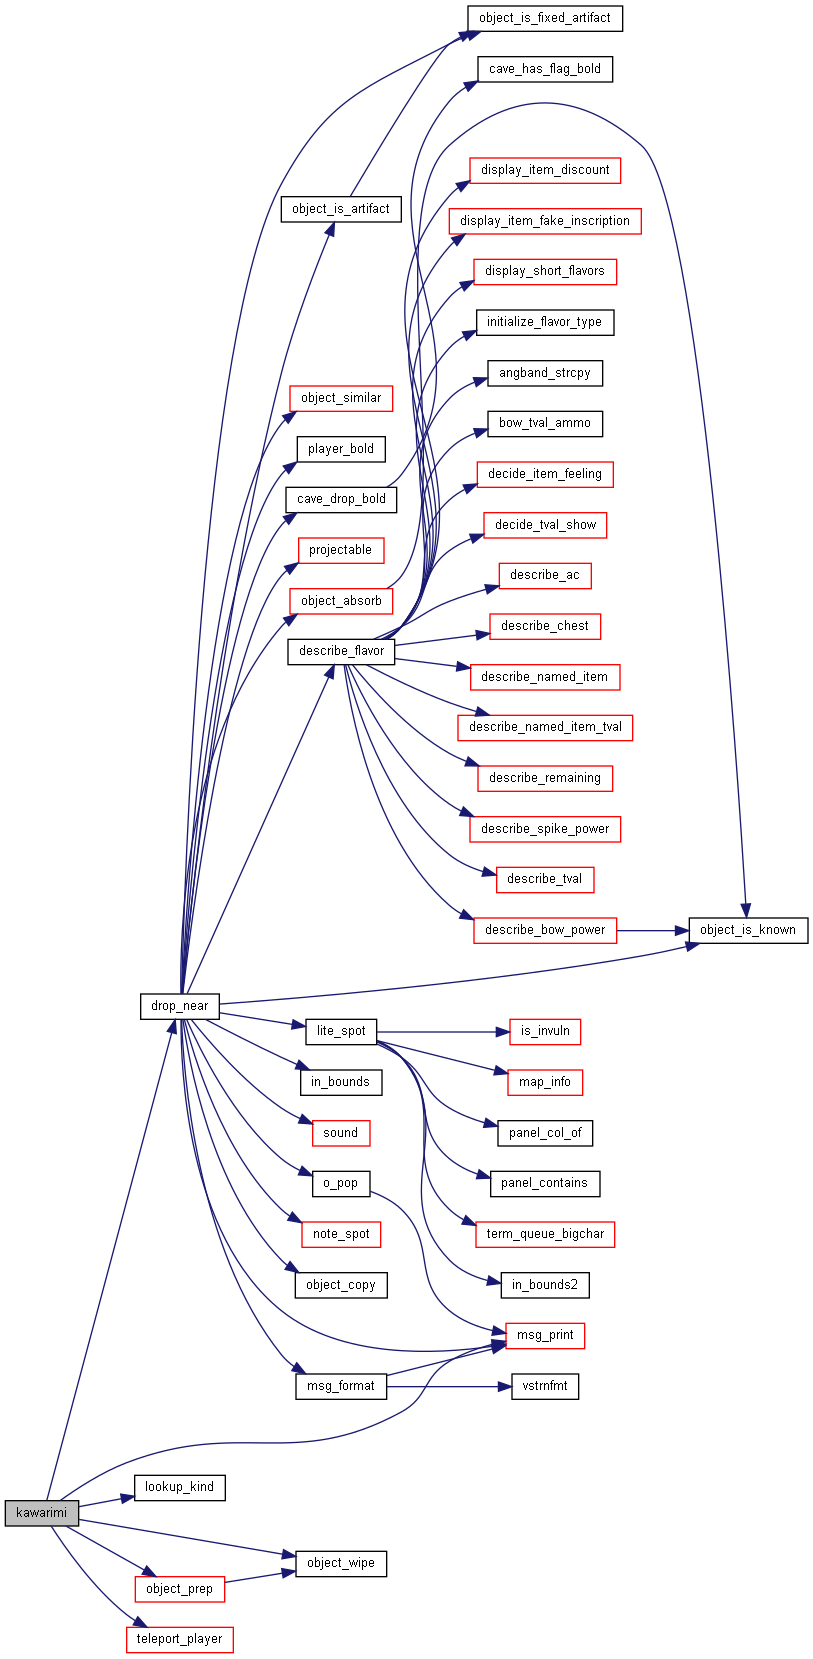 object_is_fixed_artifact
cave_has_flag_bold
display_item_discount
object_is_artifact
display_item_fake_inscription
display_short_flavors
initialize_flavor_type
angband_strcpy
object_similar
bow_tval_ammo
player_bold
decide_item_feeling
cave_drop_bold
decide_tval_show
projectable
describe_ac
object_absorb
describe_chest
describe_flavor
describe_named_item
describe_named_item_tval
describe_remaining
describe_spike_power
describe_tval
describe_bow_power
object_is_known
drop_near
lite_spot
is_invuln
in_bounds
map_info
sound
panel_col_of
o_pop
panel_contains
note_spot
term_queue_bigchar
object_copy
in_bounds2
msg_print
msg_format
vstrnfmt
lookup_kind
kawarimi
object_wipe
object_prep
teleport_player